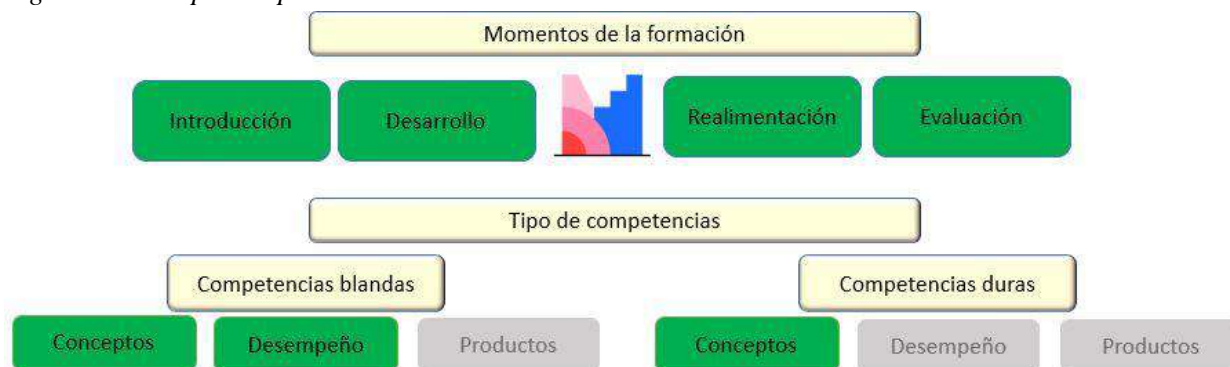 Momentos de la formación
Introducción
Desarrollo
Realimentación
Evaluación
Tipo de competencias
Competencias blandas
Competencias duras
Conceptos
Desempeño
Productos
Conceptos
Desempeño
Productos